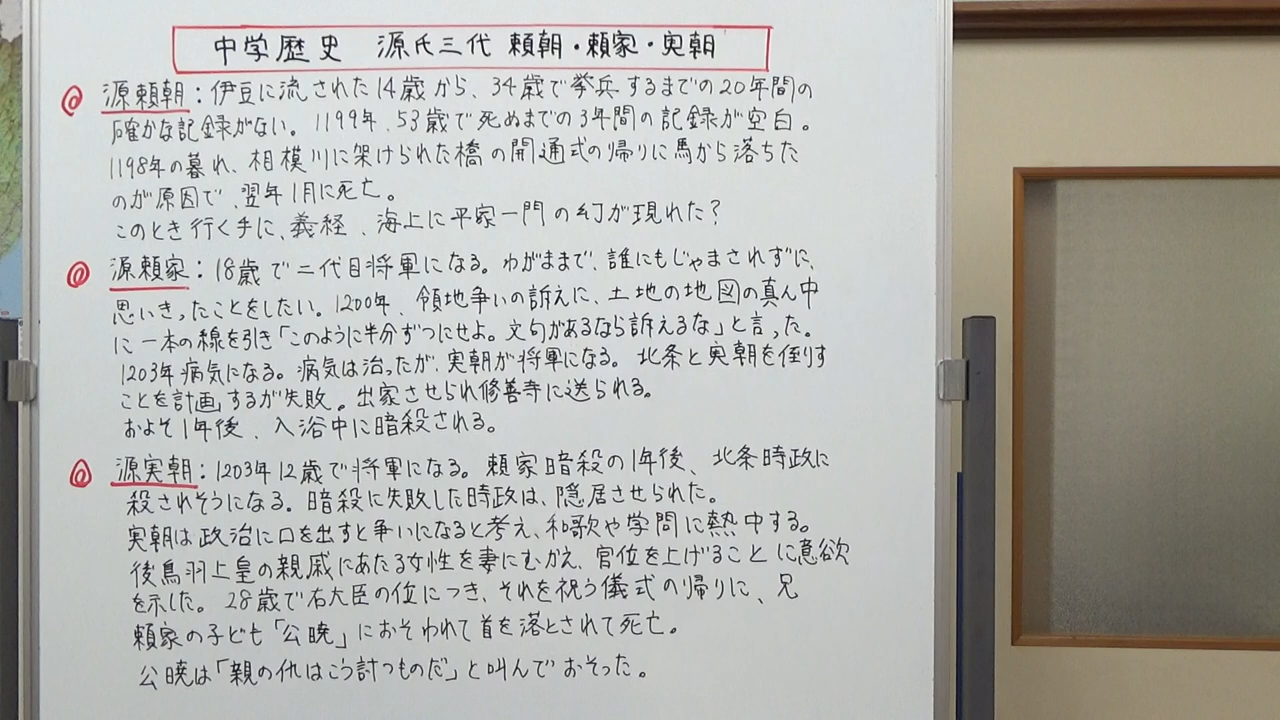 中学歴史 源氏三代 頼朝・頼家・実朝
◎ 源頼朝：伊豆に流された14歳から、34歳で挙兵するまでの20年間の
確かな記録がない。1199年、53歳で死ぬまでの3年間の記録が空白。
1198年の暮れ、相模川に架けられた橋の開通式の帰りに馬から落ちた
のが原因で、翌年1月に死亡。
このとき行く手に、義経、海上に平家一門の幻が現れた？
◎ 源頼家：18歳で二代目将軍になる。わがままで、誰にもじゃまされずに、
思いきったことをしたい。1200年、領地争いの訴えに、土地の地図の真ん中
に一本の線を引き「このように半分ずつにせよ。文句があるなら訴えるな」と言った。
1203年病気になる。病気は治ったが、実朝が将軍になる。北条と実朝を倒す
ことを計画するが失敗。出家させられ修善寺に送られる。
およそ1年後、入浴中に暗殺される。
◎ 源実朝：1203年12歳で将軍になる。頼家暗殺の1年後、北条時政に
殺されそうになる。暗殺に失敗した時政は、隠居させられた。
実朝は政治に口を出すと争いになると考え、和歌や学問に熱中する。
後鳥羽上皇の親戚にあたる女性を妻にむかえ、官位を上げることに意欲
を示した。28歳で右大臣の位につき、それを祝う儀式の帰りに、兄
頼家の子ども「公暁」におそわれて首を落とされて死亡。
公暁は「親の仇はこう討つものだ」と叫んでおそった。